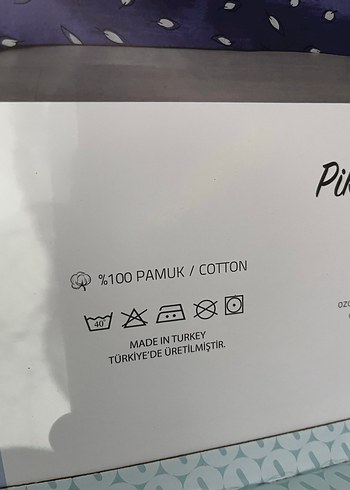 %100 PAMUK / COTTON
40
MADE IN TURKEY
TÜRKİYE'DE ÜRETİLMİŞTİR.